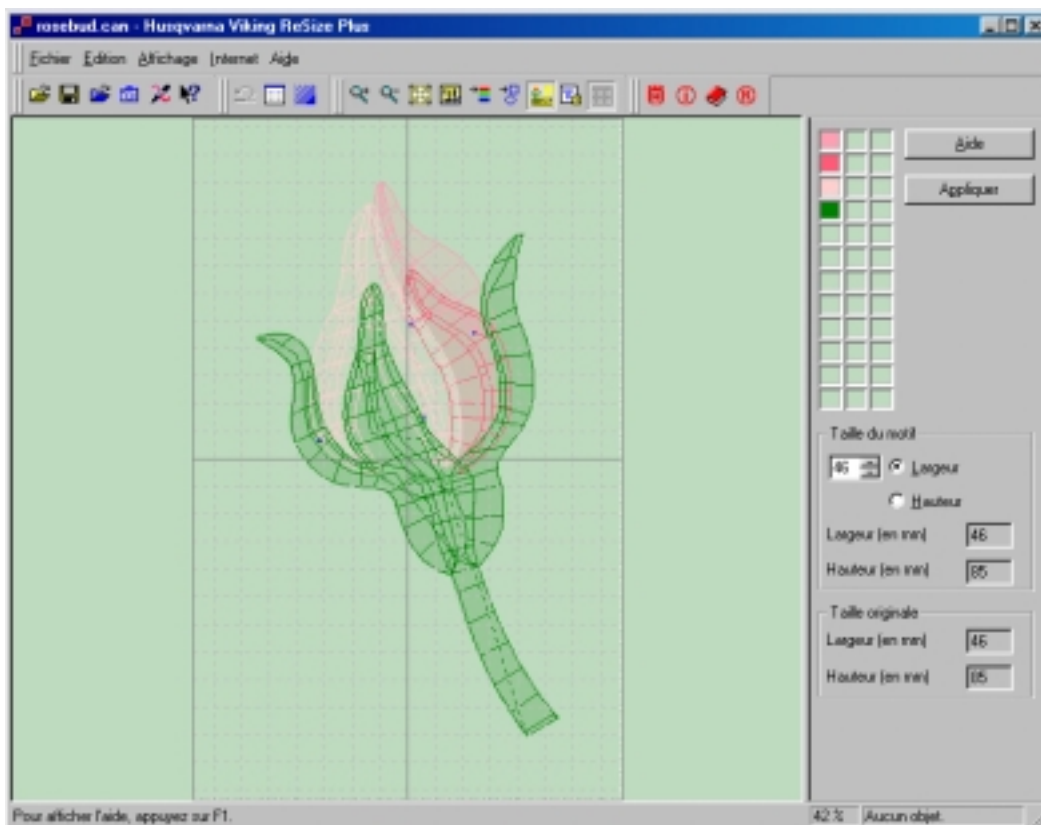 rosebud.can - Husqvarna Viking ReSize Plus
Fichier Edition Affichage Internet Aide
Aide
Appliquer
Taille du motif
46 Largeur
Hauteur
Largeur (en mm) 46
Hauteur (en mm) 85
Taille originale
Largeur (en mm) 46
Hauteur (en mm) 85
Pour afficher l'aide, appuyez sur F1.
42 % Aucun objet.